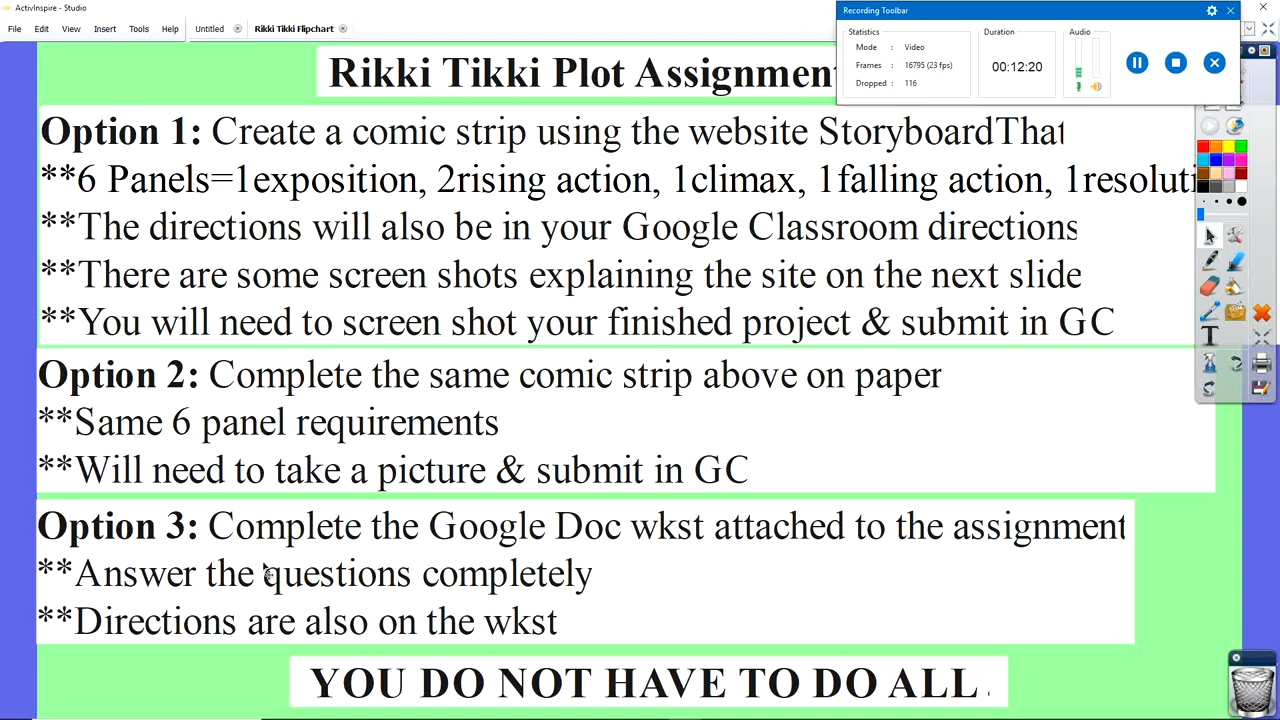 ActivInspire - Studio
File Edit View Insert Tools Help Untitled Rikki Tikki Flipchart
Recording Toolbar
Statistics
Mode : Video
Frames : 16795 (23 fps)
Dropped : 116
Duration
00:12:20
Audio
Rikki Tikki Plot Assignment
Option 1: Create a comic strip using the website StoryboardThat
**6 Panels=1exposition, 2rising action, 1climax, 1falling action, 1resoluti
**The directions will also be in your Google Classroom directions
**There are some screen shots explaining the site on the next slide
**You will need to screen shot your finished project & submit in GC
Option 2: Complete the same comic strip above on paper
**Same 6 panel requirements
**Will need to take a picture & submit in GC
Option 3: Complete the Google Doc wkst attached to the assignment
**Answer the questions completely
**Directions are also on the wkst
YOU DO NOT HAVE TO DO ALL
T